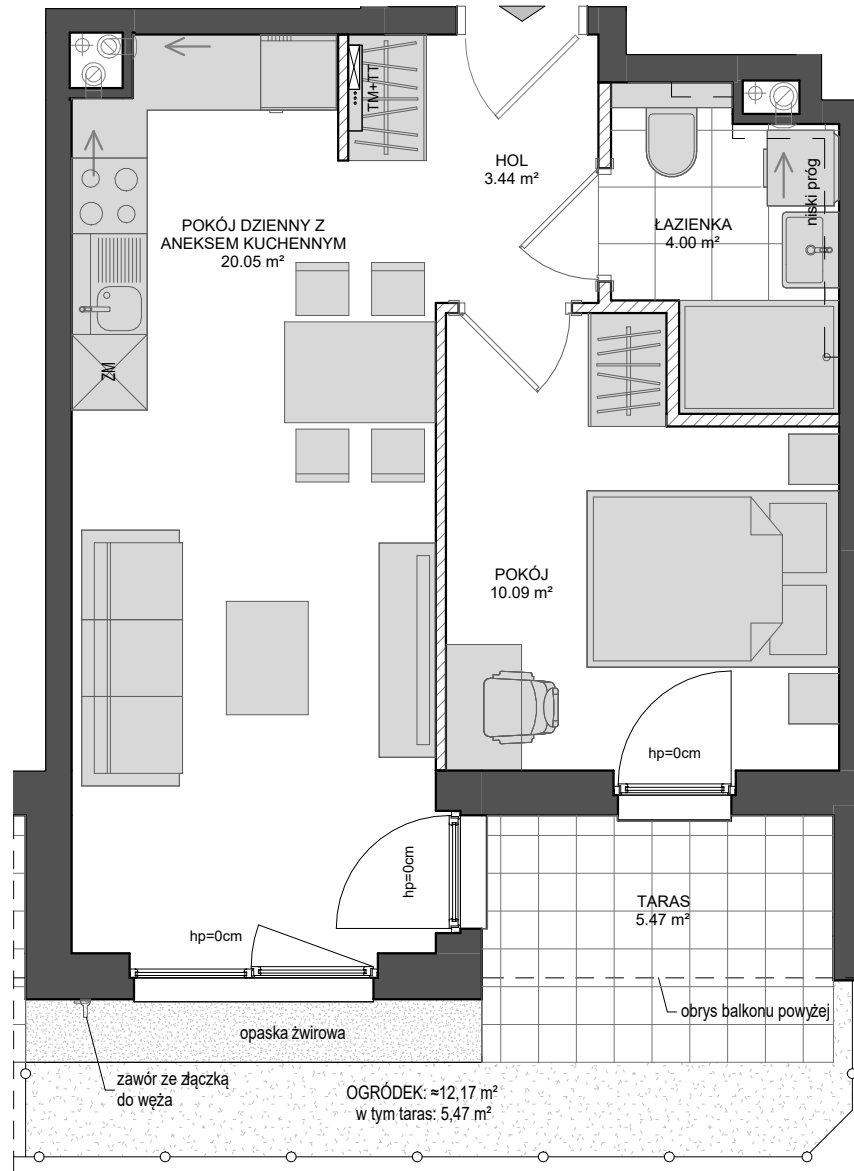 TM+TT
HOL
3.44 m²
niski próg
ŁAZIENKA
4.00 m²
POKÓJ DZIENNY Z
ANEKSEM KUCHENNYM
20.05 m²
ZM
POKÓJ
10.09 m²
hp=0cm
hp=0cm
hp=0cm
TARAS
5.47 m²
obrys balkonu powyżej
opaska żwirowa
zawór ze złączką
do węża
OGRÓDEK: ≈12,17 m²
w tym taras: 5,47 m²